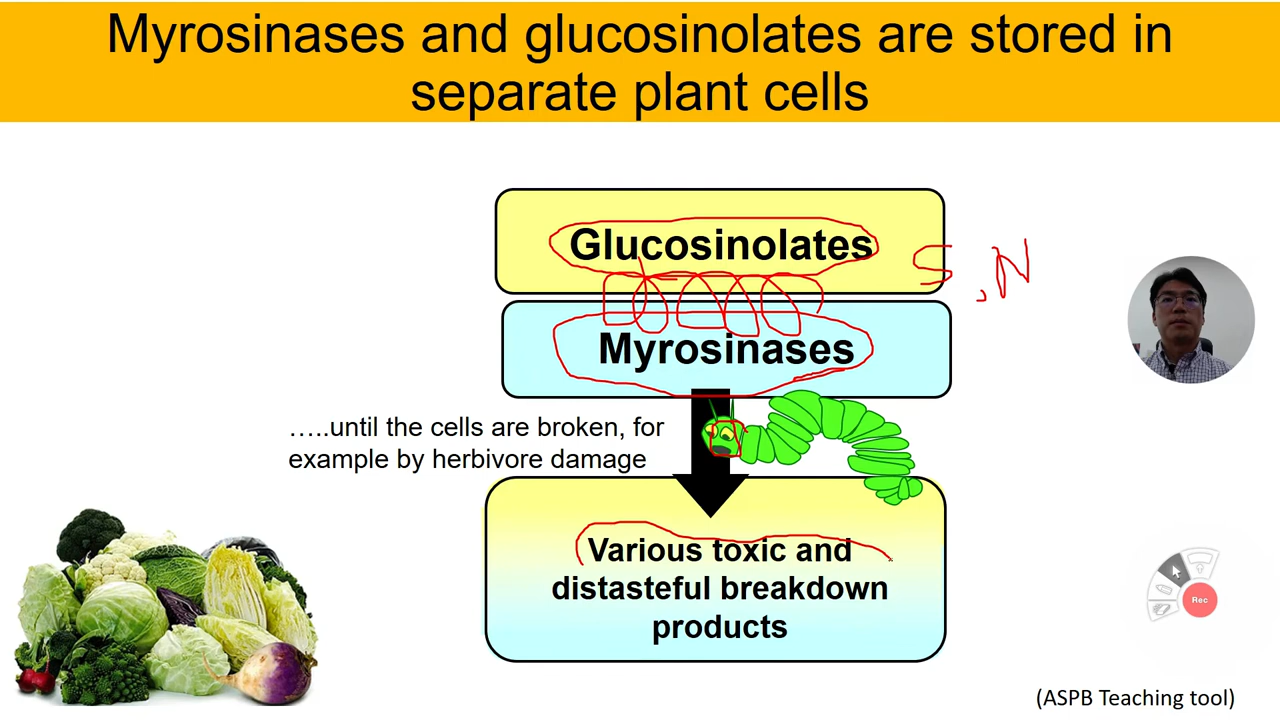 Myrosinases and glucosinolates are stored in
separate plant cells
Glucosinolates
S, N
Myrosinases
…..until the cells are broken, for
example by herbivore damage
Various toxic and
distasteful breakdown
products
Rec
(ASPB Teaching tool)